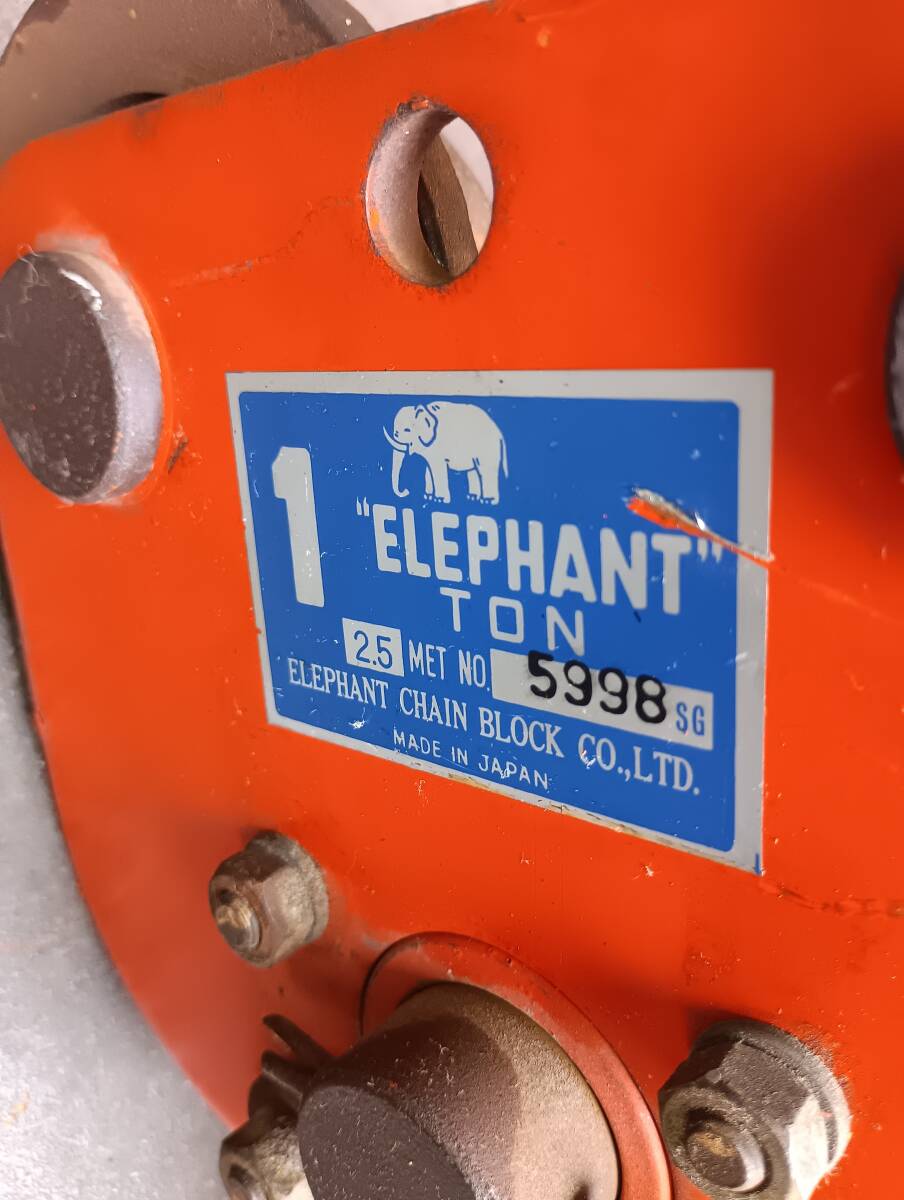 1 "ELEPHANT"
TON
2.5 MET NO. 5998 SG
ELEPHANT CHAIN BLOCK CO.,LTD.
MADE IN JAPAN